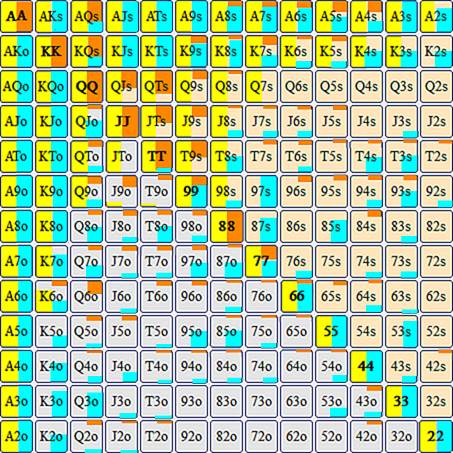 AA AKs AQs AJs ATs A9s A8s A7s A6s A5s A4s A3s A2s
AKo KK KQs KJs KTs K9s K8s K7s K6s K5s K4s K3s K2s
AQo KQo QQ QJs QTs Q9s Q8s Q7s Q6s Q5s Q4s Q3s Q2s
AJo KJo QJo JJ JTs J9s J8s J7s J6s J5s J4s J3s J2s
ATo KTo QTo JTo TT T9s T8s T7s T6s T5s T4s T3s T2s
A9o K9o Q9o J9o T9o 99 98s 97s 96s 95s 94s 93s 92s
A8o K8o Q8o J8o T8o 98o 88 87s 86s 85s 84s 83s 82s
A7o K7o Q7o J7o T7o 97o 87o 77 76s 75s 74s 73s 72s
A6o K6o Q6o J6o T6o 96o 86o 76o 66 65s 64s 63s 62s
A5o K5o Q5o J5o T5o 95o 85o 75o 65o 55 54s 53s 52s
A4o K4o Q4o J4o T4o 94o 84o 74o 64o 54o 44 43s 42s
A3o K3o Q3o J3o T3o 93o 83o 73o 63o 53o 43o 33 32s
A2o K2o Q2o J2o T2o 92o 82o 72o 62o 52o 42o 32o 22